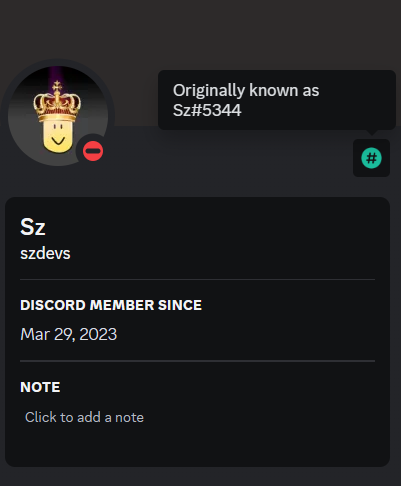 Originally known as
Sz#5344
#
Sz
szdevs
DISCORD MEMBER SINCE
Mar 29, 2023
NOTE
Click to add a note